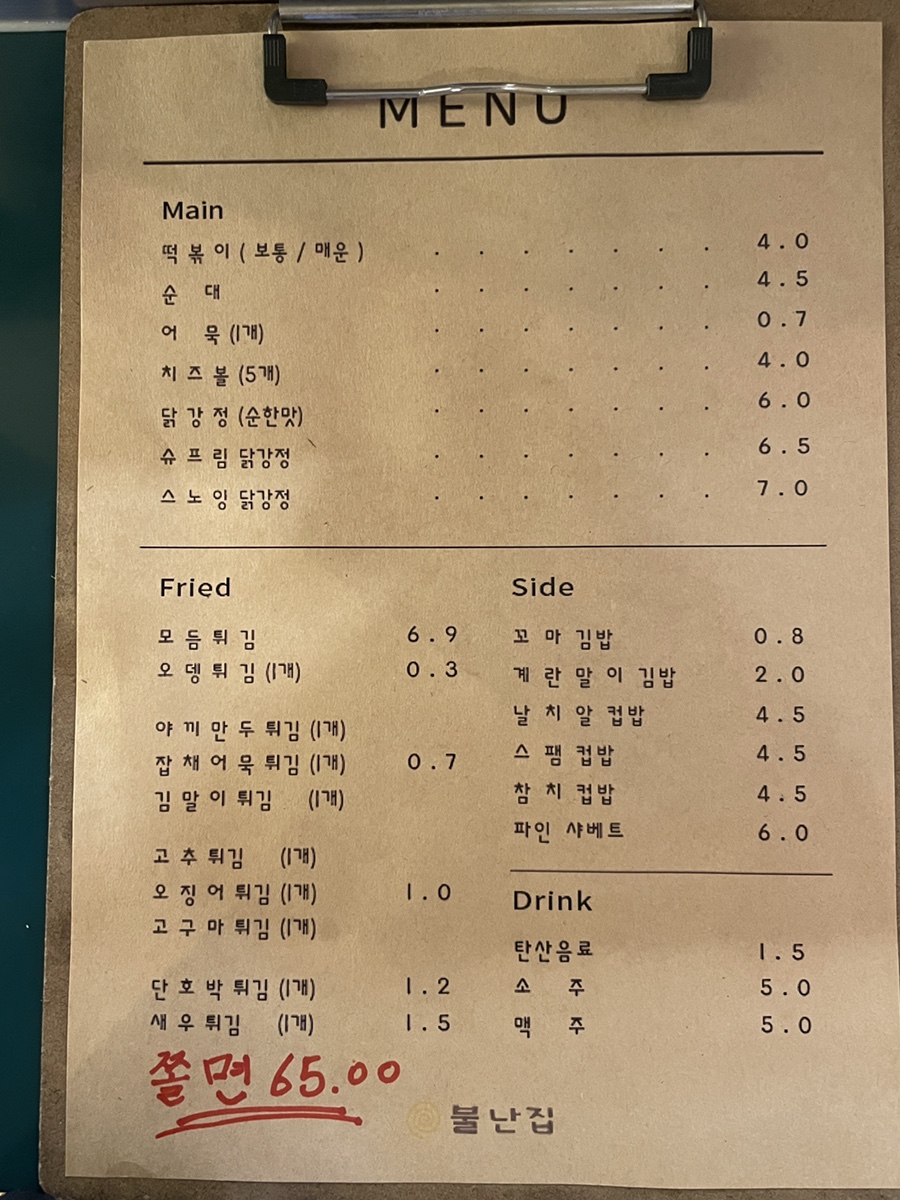 MENU
Main
떡볶이 ( 보통 / 매운 ) . . . . . . . 4.0
순 대 . . . . . . . 4.5
어 묵 (1개) . . . . . . . 0.7
치즈볼 (5개) . . . . . . . 4.0
닭강정 (순한맛) . . . . . . . 6.0
슈프림 닭강정 . . . . . . . 6.5
스노잉 닭강정 . . . . . . . 7.0
Fried
모듬튀김 6.9
오뎅튀김 (1개) 0.3
야끼만두튀김 (1개)
잡채어묵튀김 (1개) 0.7
김말이튀김 (1개)
고추튀김 (1개)
오징어튀김 (1개) 1.0
고구마튀김 (1개)
단호박튀김 (1개) 1.2
새우튀김 (1개) 1.5
Side
꼬마김밥 0.8
계란말이 김밥 2.0
날치알 컵밥 4.5
스팸 컵밥 4.5
참치 컵밥 4.5
파인 샤베트 6.0
Drink
탄산음료 1.5
소 주 5.0
맥 주 5.0
쫄면 65.00
불난집